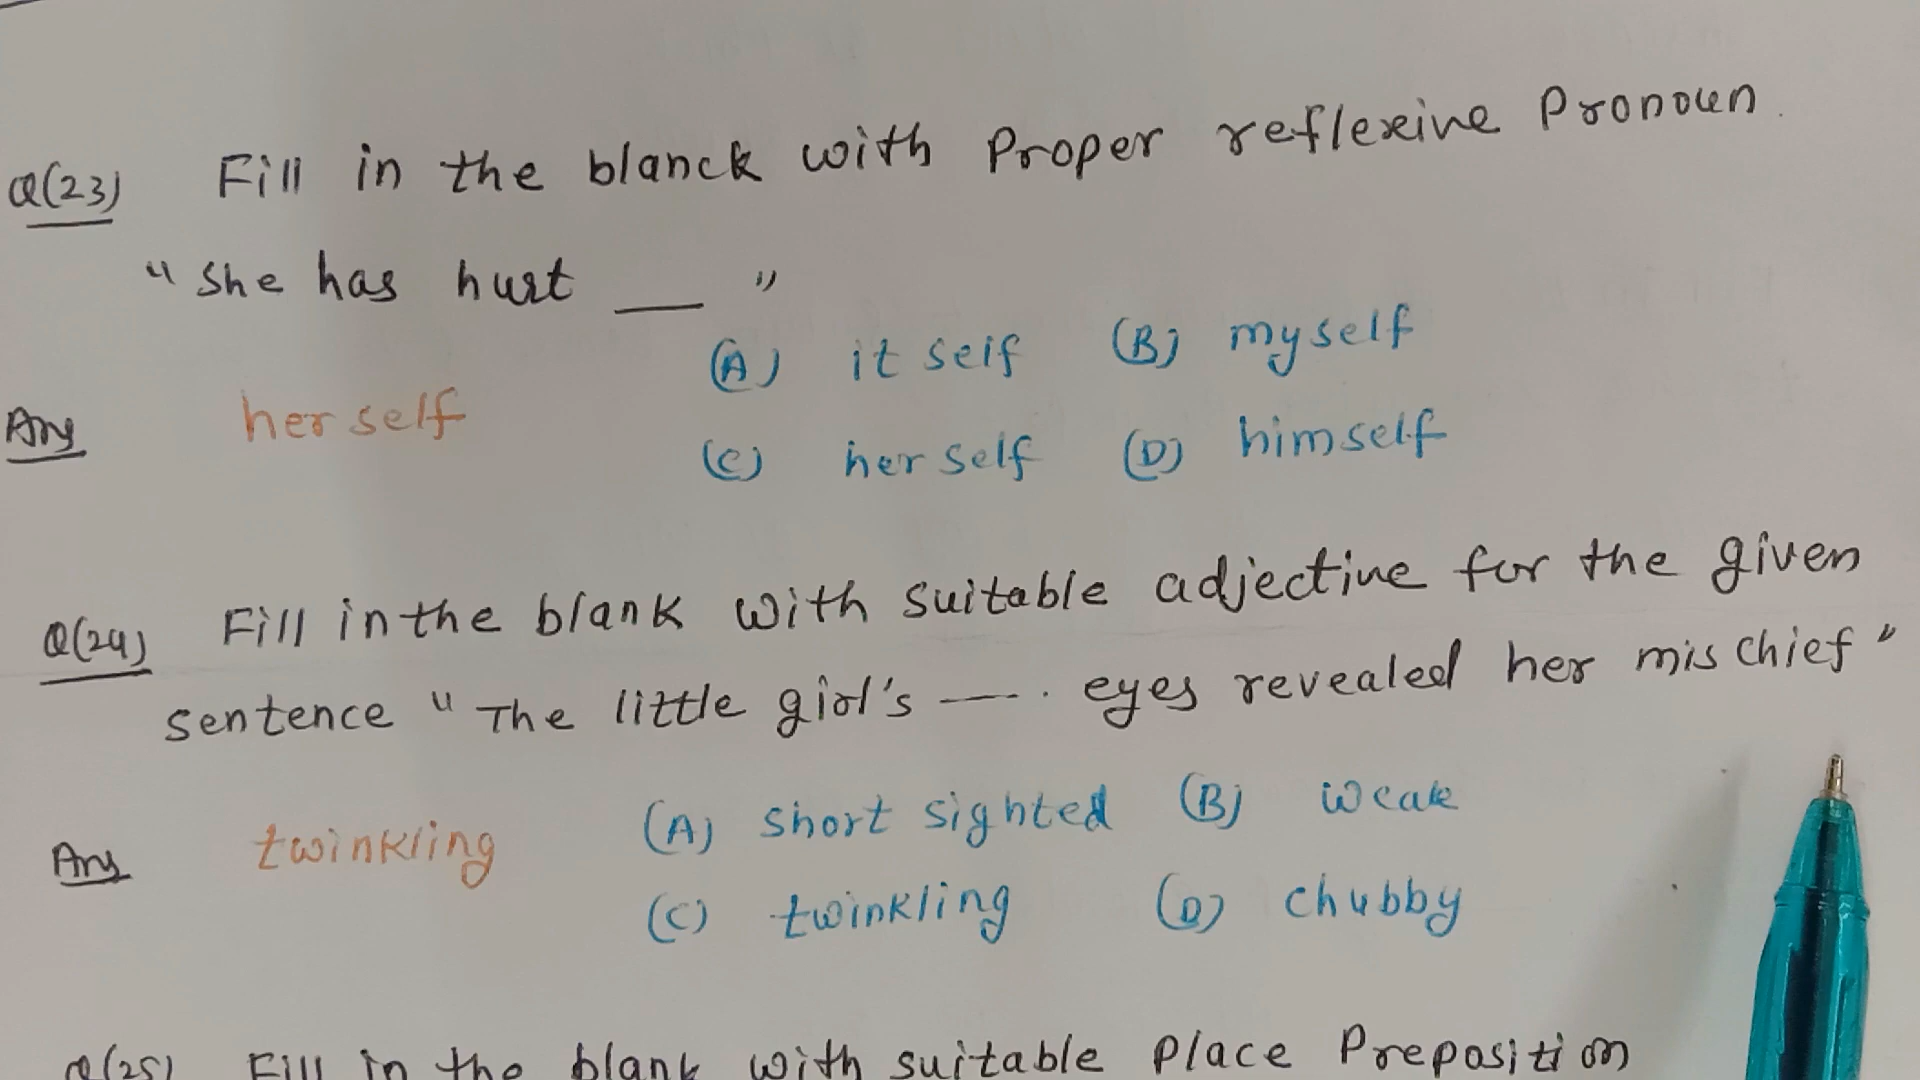 Q(23) Fill in the blanck with Proper reflexive Pronoun.
"She has hurt __ "
(A) it self (B) myself
Ans her self
(C) her self (D) himself
Q(24) Fill in the blank with suitable adjective for the given
sentence "The little girl's —. eyes revealed her mis chief"
(A) short sighted (B) weak
Ans twinkling
(C) twinkling (D) chubby
Q(25) Fill in the blank with suitable Place Preposition